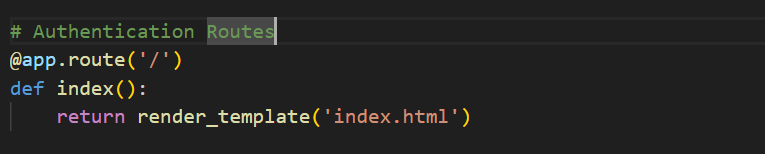 # Authentication Routes
@app.route('/')
def index():
    return render_template('index.html')